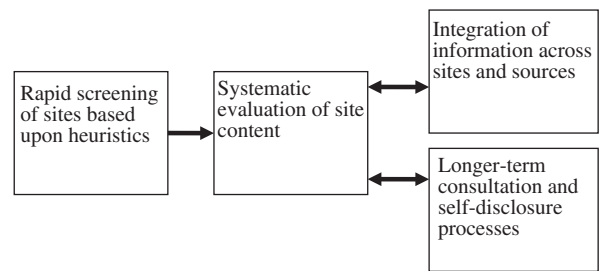 Rapid screening
of sites based
upon heuristics
Systematic
evaluation of site
content
Integration of
information across
sites and sources
Longer-term
consultation and
self-disclosure
processes